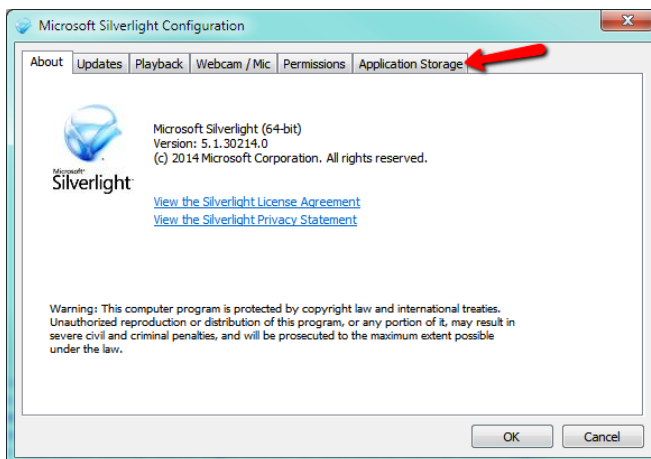 Microsoft Silverlight Configuration
About Updates Playback Webcam / Mic Permissions Application Storage
Microsoft Silverlight (64-bit)
Version: 5.1.30214.0
(c) 2014 Microsoft Corporation. All rights reserved.
Microsoft®
Silverlight
View the Silverlight License Agreement
View the Silverlight Privacy Statement
Warning: This computer program is protected by copyright law and international treaties.
Unauthorized reproduction or distribution of this program, or any portion of it, may result in
severe civil and criminal penalties, and will be prosecuted to the maximum extent possible
under the law.
OK Cancel